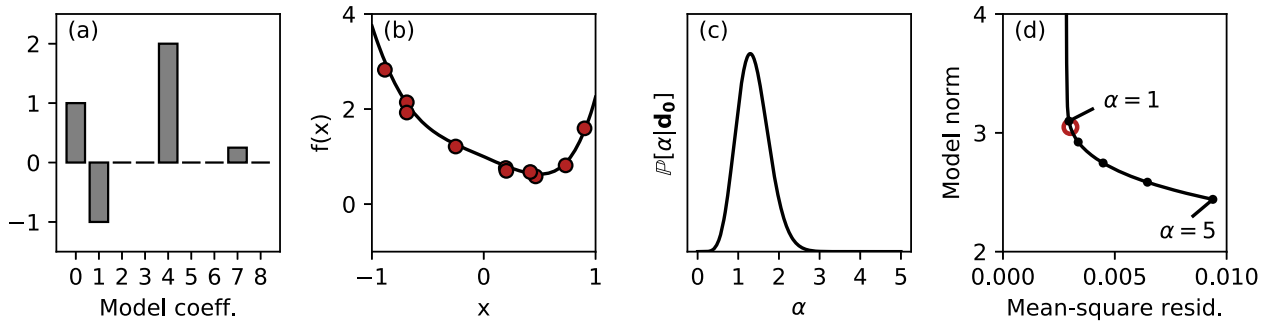 (a)
2
1
0
−1
0 1 2 3 4 5 6 7 8
Model coeff.
(b)
f(x)
4
2
0
−1 0 1
x
(c)
ℙ[α|𝐝₀]
0 1 2 3 4 5
α
(d)
Model norm
4
3
2
α = 1
α = 5
0.000 0.005 0.010
Mean-square resid.